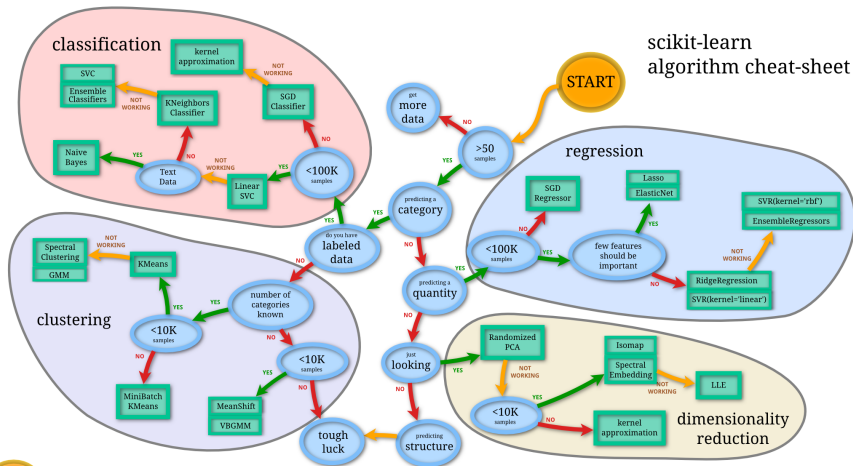 scikit-learn
algorithm cheat-sheet
START
get
more
data
NO
>50
samples
YES
classification
kernel
approximation
NOT
WORKING
SVC
Ensemble
Classifiers
NOT
WORKING
KNeighbors
Classifier
SGD
Classifier
NO
NO
Naive
Bayes
YES
Text
Data
NOT
WORKING
Linear
SVC
YES
<100K
samples
YES
predicting a
category
YES
NO
do you have
labeled
data
NO
regression
SGD
Regressor
NO
Lasso
ElasticNet
YES
SVR(kernel='rbf')
EnsembleRegressors
NOT
WORKING
<100K
samples
YES
few features
should be
important
NO
RidgeRegression
SVR(kernel='linear')
predicting a
quantity
YES
NO
clustering
Spectral
Clustering
GMM
NOT
WORKING
KMeans
YES
<10K
samples
YES
number of
categories
known
NO
NO
MiniBatch
KMeans
<10K
samples
YES
NO
MeanShift
VBGMM
just
looking
YES
NO
tough
luck
predicting
structure
Randomized
PCA
NOT
WORKING
Isomap
Spectral
Embedding
NOT
WORKING
LLE
YES
<10K
samples
NO
kernel
approximation
dimensionality
reduction